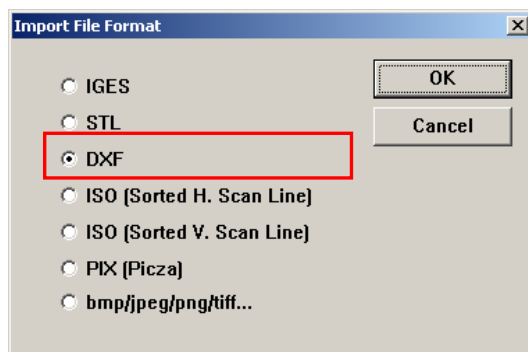 Import File Format
IGES
OK
STL
Cancel
DXF
ISO (Sorted H. Scan Line)
ISO (Sorted V. Scan Line)
PIX (Picza)
bmp/jpeg/png/tiff...